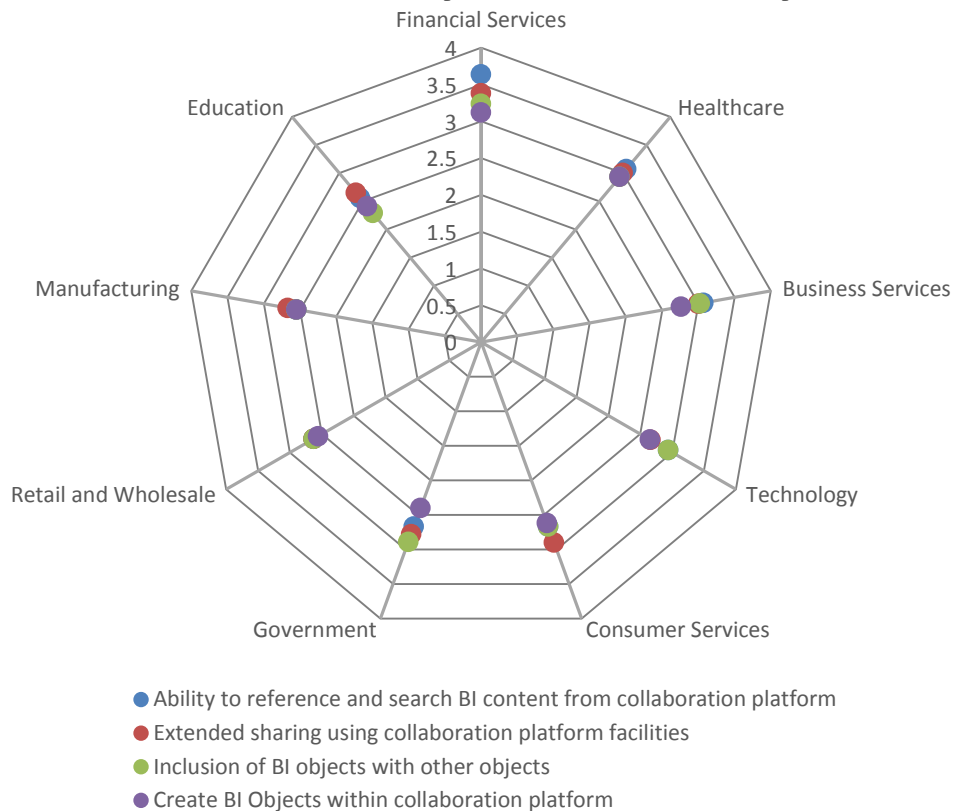 Financial Services
4
3.5
3
2.5
2
1.5
1
0.5
0
Healthcare
Business Services
Technology
Consumer Services
Government
Retail and Wholesale
Manufacturing
Education
Ability to reference and search BI content from collaboration platform
Extended sharing using collaboration platform facilities
Inclusion of BI objects with other objects
Create BI Objects within collaboration platform